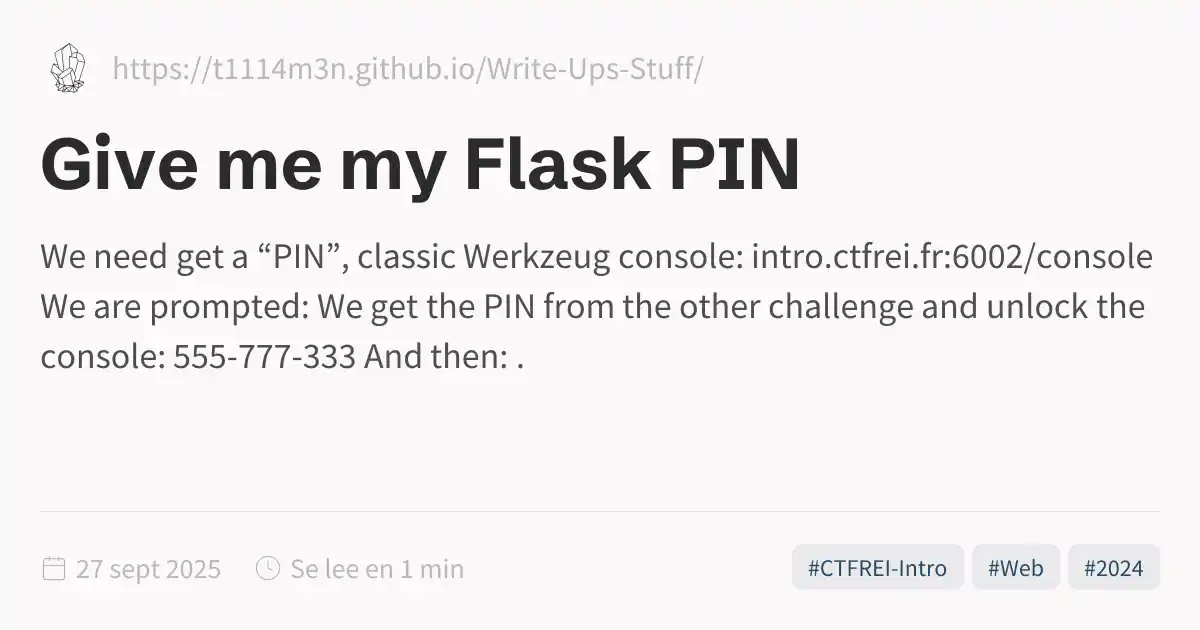 https://t1114m3n.github.io/Write-Ups-Stuff/
Give me my Flask PIN
We need get a “PIN”, classic Werkzeug console: intro.ctfrei.fr:6002/console
We are prompted: We get the PIN from the other challenge and unlock the
console: 555-777-333 And then: .
27 sept 2025
Se lee en 1 min
#CTFREI-Intro
#Web
#2024